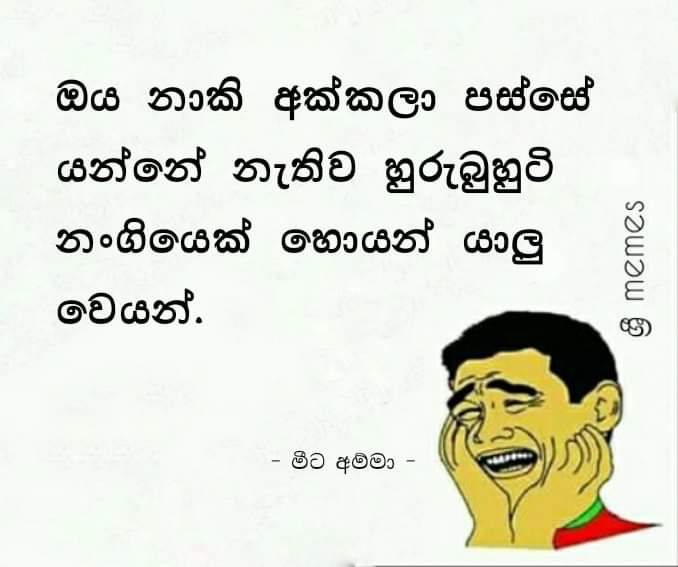 ඔය නාකි අක්කලා පස්සේ
යන්නේ නැතිව හුරුබුහුටි
නංගියෙක් හොයන් යාලු
වෙයන්.
- මීට අම්මා -
ශ්‍රී memes